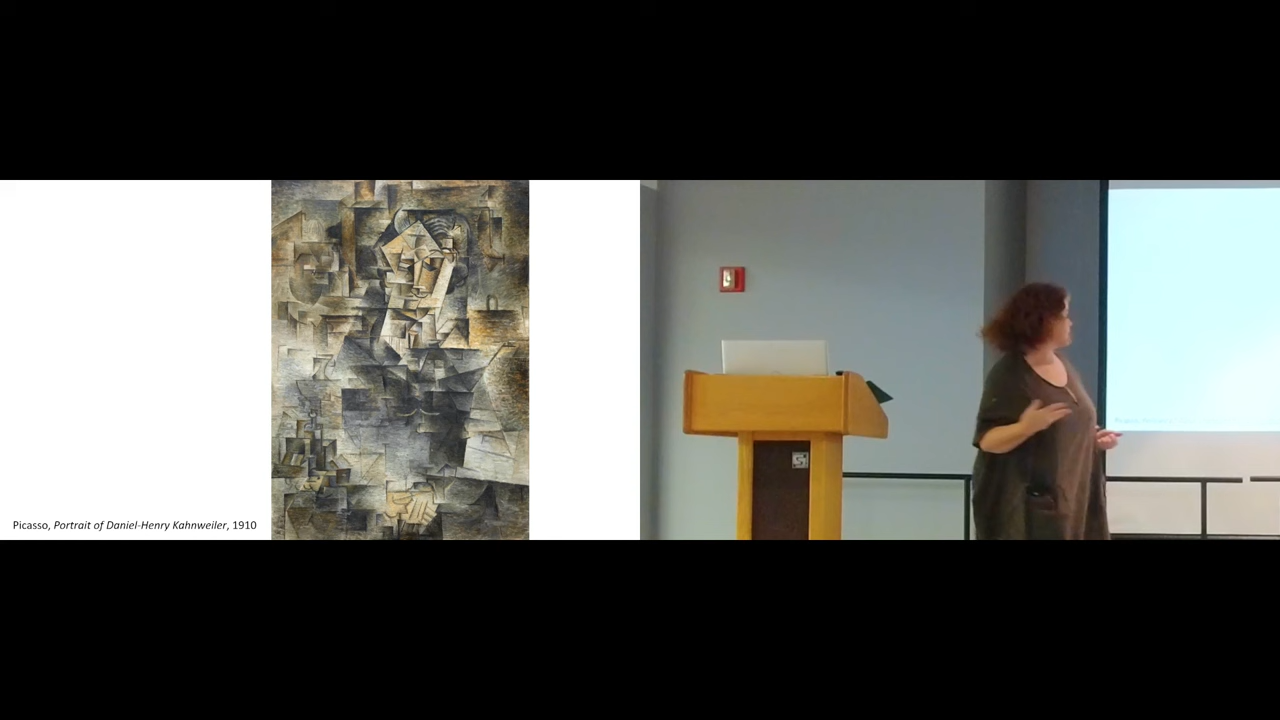 Picasso, Portrait of Daniel-Henry Kahnweiler, 1910